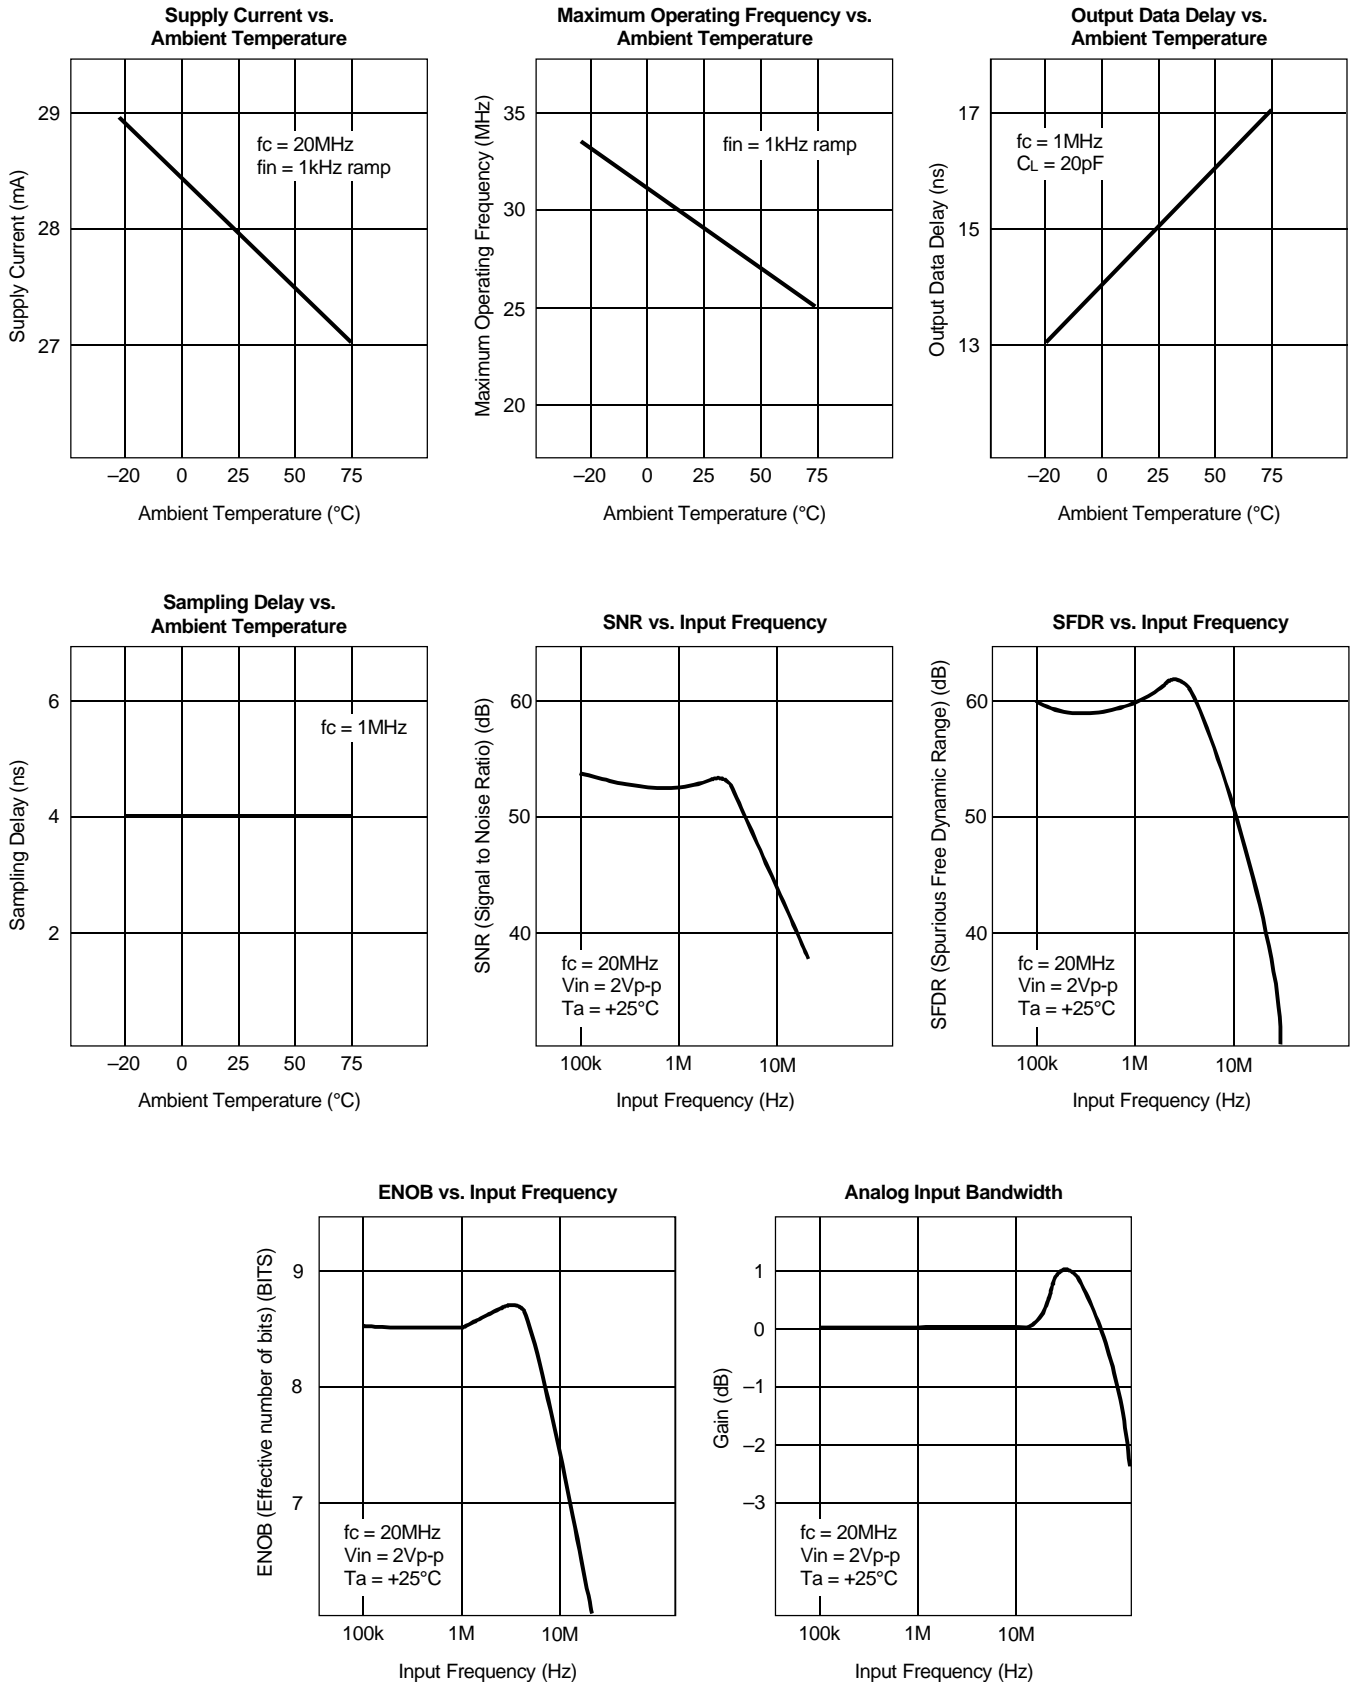 Supply Current vs.
Ambient Temperature
29
28
27
Supply Current (mA)
fc = 20MHz
fin = 1kHz ramp
–20 0 25 50 75
Ambient Temperature (°C)
Maximum Operating Frequency vs.
Ambient Temperature
35
30
25
20
Maximum Operating Frequency (MHz)
fin = 1kHz ramp
–20 0 25 50 75
Ambient Temperature (°C)
Output Data Delay vs.
Ambient Temperature
17
15
13
Output Data Delay (ns)
fc = 1MHz
CL = 20pF
–20 0 25 50 75
Ambient Temperature (°C)
Sampling Delay vs.
Ambient Temperature
6
4
2
Sampling Delay (ns)
fc = 1MHz
–20 0 25 50 75
Ambient Temperature (°C)
SNR vs. Input Frequency
60
50
40
SNR (Signal to Noise Ratio) (dB)
fc = 20MHz
Vin = 2Vp-p
Ta = +25°C
100k 1M 10M
Input Frequency (Hz)
SFDR vs. Input Frequency
60
50
40
SFDR (Spurious Free Dynamic Range) (dB)
fc = 20MHz
Vin = 2Vp-p
Ta = +25°C
100k 1M 10M
Input Frequency (Hz)
ENOB vs. Input Frequency
9
8
7
ENOB (Effective number of bits) (BITS)
fc = 20MHz
Vin = 2Vp-p
Ta = +25°C
100k 1M 10M
Input Frequency (Hz)
Analog Input Bandwidth
1
0
–1
–2
–3
Gain (dB)
fc = 20MHz
Vin = 2Vp-p
Ta = +25°C
100k 1M 10M
Input Frequency (Hz)